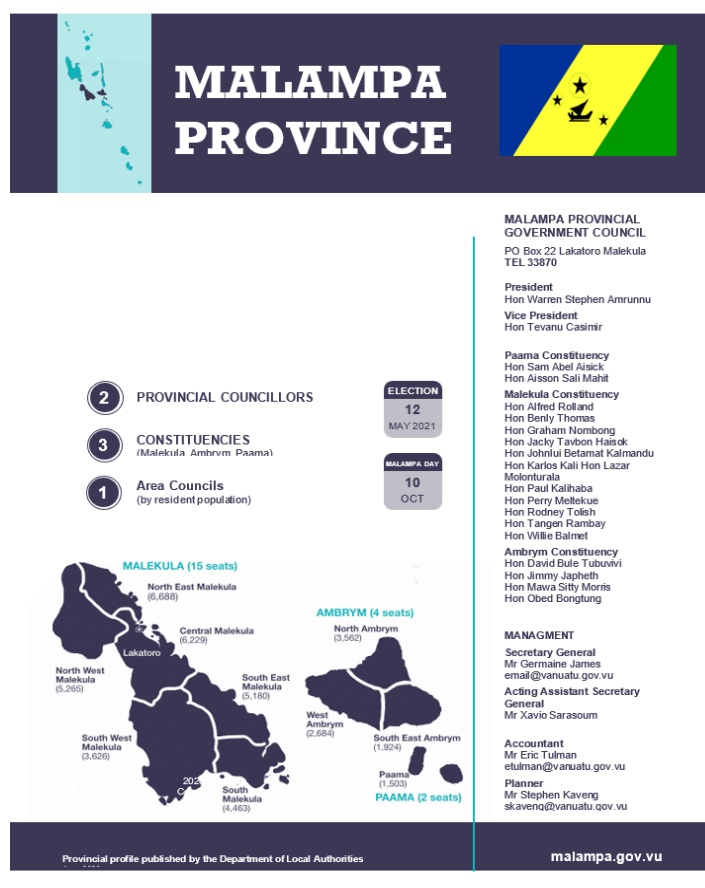 MALAMPA
PROVINCE
MALAMPA PROVINCIAL
GOVERNMENT COUNCIL
PO Box 22 Lakatoro Malekula
TEL 33870
President
Hon Warren Stephen Amrunnu
Vice President
Hon Tevanu Casimir
Paama Constituency
Hon Sam Abel Aisick
Hon Aisson Sali Mahit
Malekula Constituency
Hon Alfred Rolland
Hon Benly Thomas
Hon Graham Nombong
Hon Jacky Tavbon Haisok
Hon Johnlui Betamat Kalmandu
Hon Karlos Kali Hon Lazar
Molonturala
Hon Paul Kalihaba
Hon Perry Meltekue
Hon Rodney Tolish
Hon Tangen Rambay
Hon Willie Balmet
Ambrym Constituency
Hon David Bule Tubuvivi
Hon Jimmy Japheth
Hon Mawa Sitty Morris
Hon Obed Bongtung
MANAGMENT
Secretary General
Mr Germaine James
email@vanuatu.gov.vu
Acting Assistant Secretary
General
Mr Xavio Sarasoum
Accountant
Mr Eric Tulman
etulman@vanuatu.gov.vu
Planner
Mr Stephen Kaveng
skaveng@vanuatu.gov.vu
2 PROVINCIAL COUNCILLORS
3 CONSTITUENCIES
(Malekula, Ambrym, Paama)
1 Area Councils
(by resident population)
ELECTION
12
MAY 2021
MALAMPA DAY
10
OCT
MALEKULA (15 seats)
North East Malekula
(6,688)
Central Malekula
(6,229)
Lakatoro
North West
Malekula
(5,265)
South East
Malekula
(5,180)
South West
Malekula
(3,626)
South
Malekula
(4,463)
AMBRYM (4 seats)
North Ambrym
(3,562)
West
Ambrym
(2,684)
South East Ambrym
(1,924)
Paama
(1,503)
PAAMA (2 seats)
Provincial profile published by the Department of Local Authorities
malampa.gov.vu